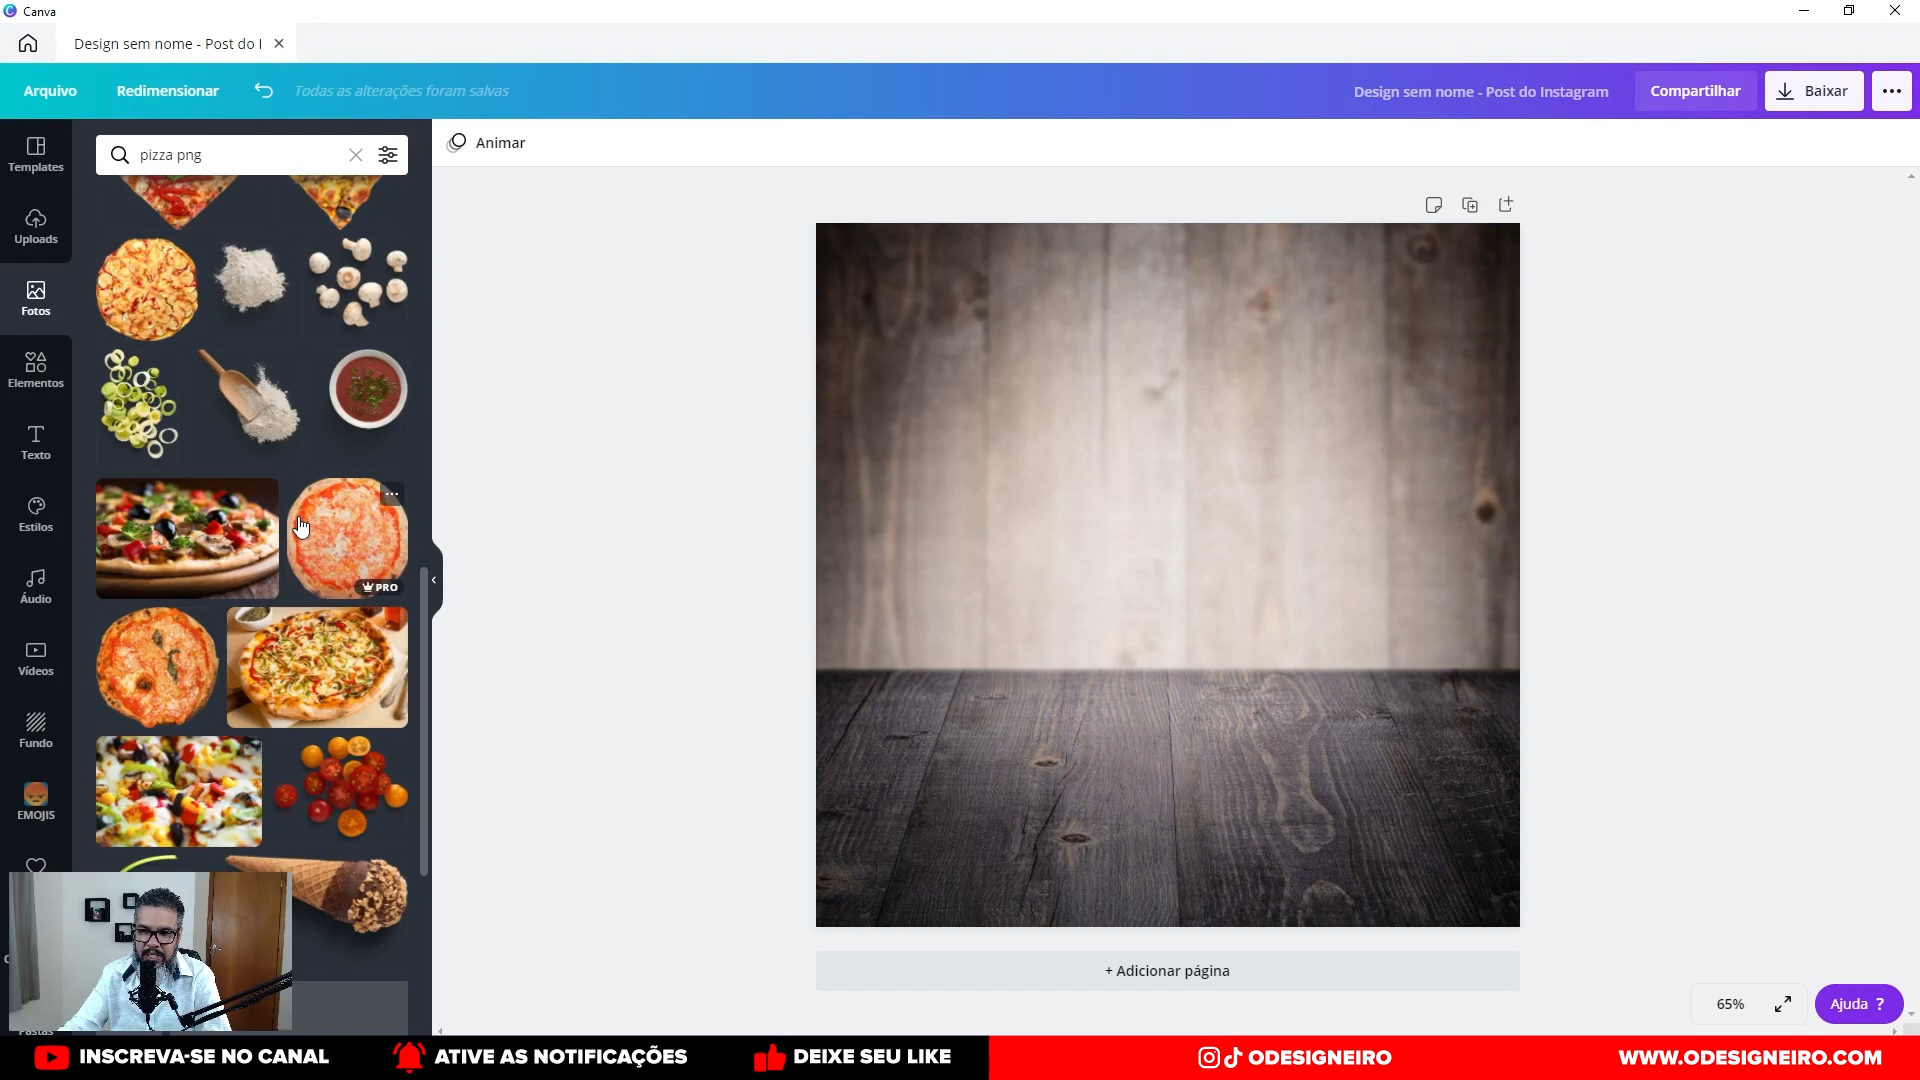 Canva
Design sem nome - Post do I
Arquivo
Redimensionar
Todas as alterações foram salvas
Design sem nome - Post do Instagram
Compartilhar
Baixar
Templates
pizza png
Animar
Uploads
Fotos
Elementos
Texto
Estilos
PRO
Áudio
Vídeos
Fundo
EMOJIS
+ Adicionar página
65%
Ajuda ?
Pastas
INSCREVA-SE NO CANAL
ATIVE AS NOTIFICAÇÕES
DEIXE SEU LIKE
ODESIGNEIRO
WWW.ODESIGNEIRO.COM